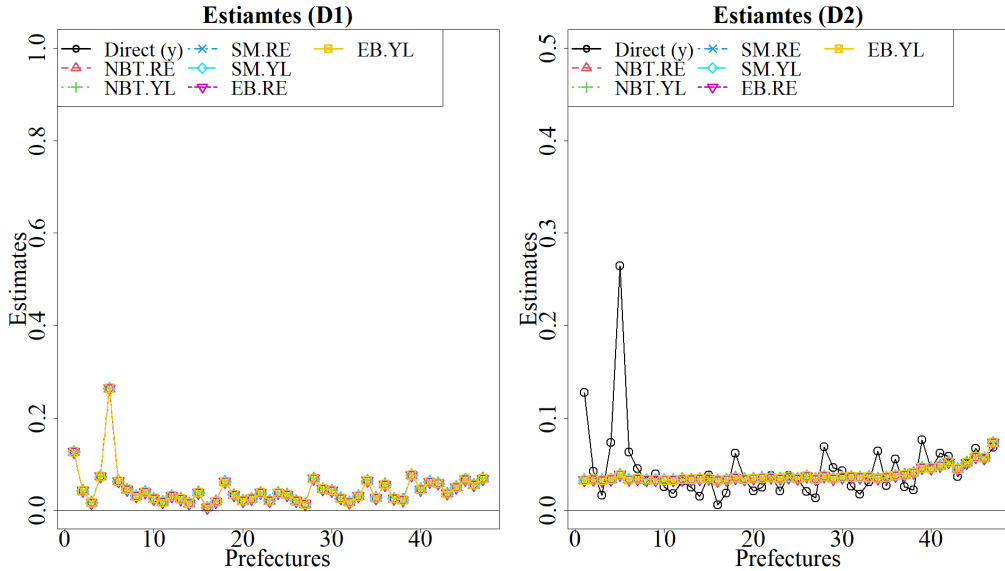 Estiamtes (D1)
Estimates
1.0
0.8
0.6
0.4
0.2
0.0
Direct (y)
NBT.RE
NBT.YL
SM.RE
SM.YL
EB.RE
EB.YL
0 10 20 30 40
Prefectures
Estiamtes (D2)
Estimates
0.5
0.4
0.3
0.2
0.1
0.0
Direct (y)
NBT.RE
NBT.YL
SM.RE
SM.YL
EB.RE
EB.YL
0 10 20 30 40
Prefectures